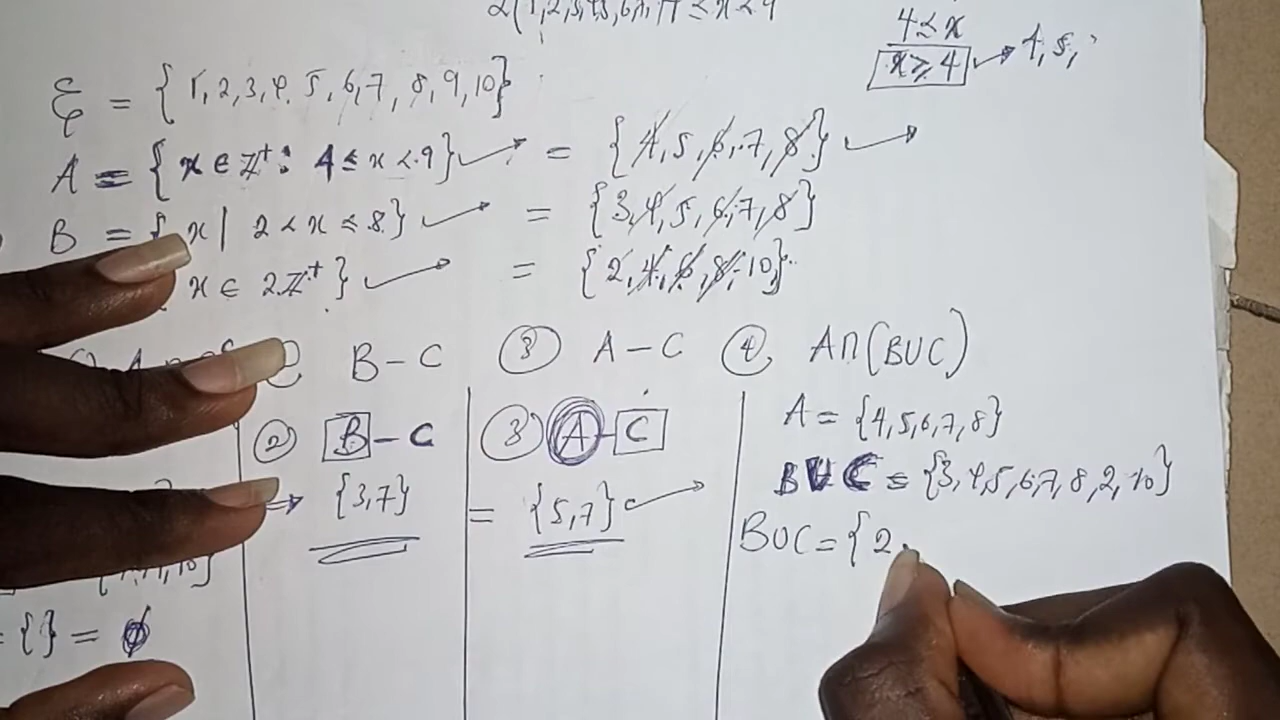 4 ≤ x
x ≥ 4
ξ = {1, 2, 3, 4, 5, 6, 7, 8, 9, 10}
A = {x ∈ ℤ⁺ : 4 ≤ x < 9} = {4, 5, 6, 7, 8}
B = { x | 2 < x ≤ 8} = {3, 4, 5, 6, 7, 8}
x ∈ 2ℤ⁺ } = {2, 4, 6, 8, 10}
B – C ③ A – C ④ A∩(B∪C)
② B – C ③ A – C
A = {4, 5, 6, 7, 8}
B∪C = {3, 4, 5, 6, 7, 8, 2, 10}
{3, 7} = {5, 7}
B∪C = {2,
= { } = ∅